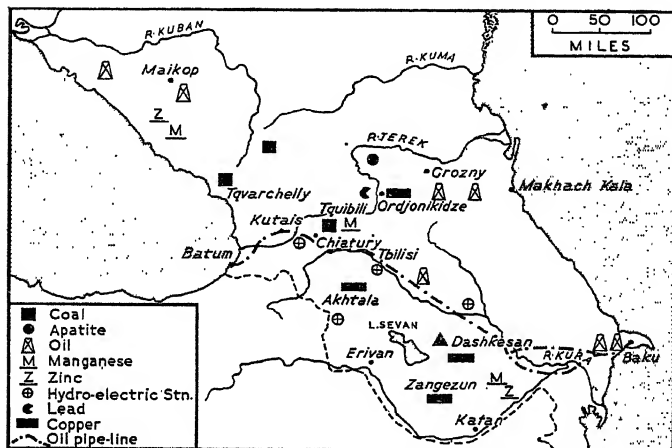 R·KUBAN
0 50 100
MILES
Maikop
R·KUMA
Z
M
R·TEREK
Grozny
Makhach Kala
Tqvarchelly
Tquibili
Ordjonikidze
Kutais
M
Batum
Chiatury
Tbilisi
Akhtala
L.SEVAN
Dashkesan
Erivan
R·KURA
Baku
Zangezun
M
Z
Katan
Coal
Apatite
Oil
M Manganese
Z Zinc
Hydro-electric Stn.
Lead
Copper
Oil pipe-line